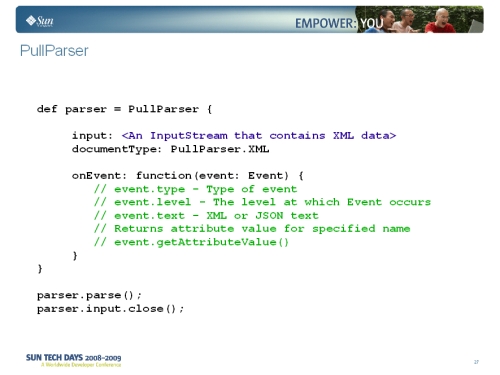 Sun
EMPOWER: YOU
PullParser
def parser = PullParser {
input: <An InputStream that contains XML data>
documentType: PullParser.XML
onEvent: function(event: Event) {
// event.type - Type of event
// event.level - The level at which Event occurs
// event.text - XML or JSON text
// Returns attribute value for specified name
// event.getAttributeValue()
}
}
parser.parse();
parser.input.close();
SUN TECH DAYS 2008-2009
A Worldwide Developer Conference